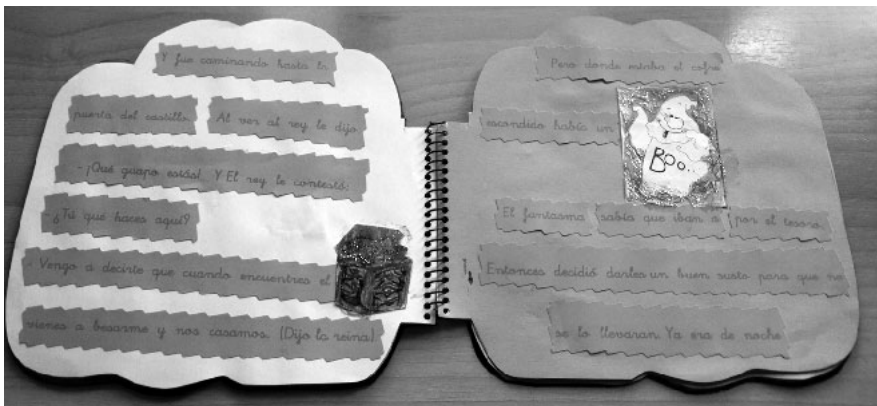 Y fue caminando hasta la
puerta del castillo. Al ver al rey le dijo
- ¡Qué guapo estás! Y El rey le contestó:
- ¿Tú que haces aquí?
- Vengo a decirte que cuando encuentres el
vienes a besarme y nos casamos. (Dijo la reina)
Pero donde estaba el cofre
escondido había un
Boo..
El fantasma sabía que iban a por el tesoro.
Entonces decidió darles un buen susto para que no
se lo llevaran. Ya era de noche